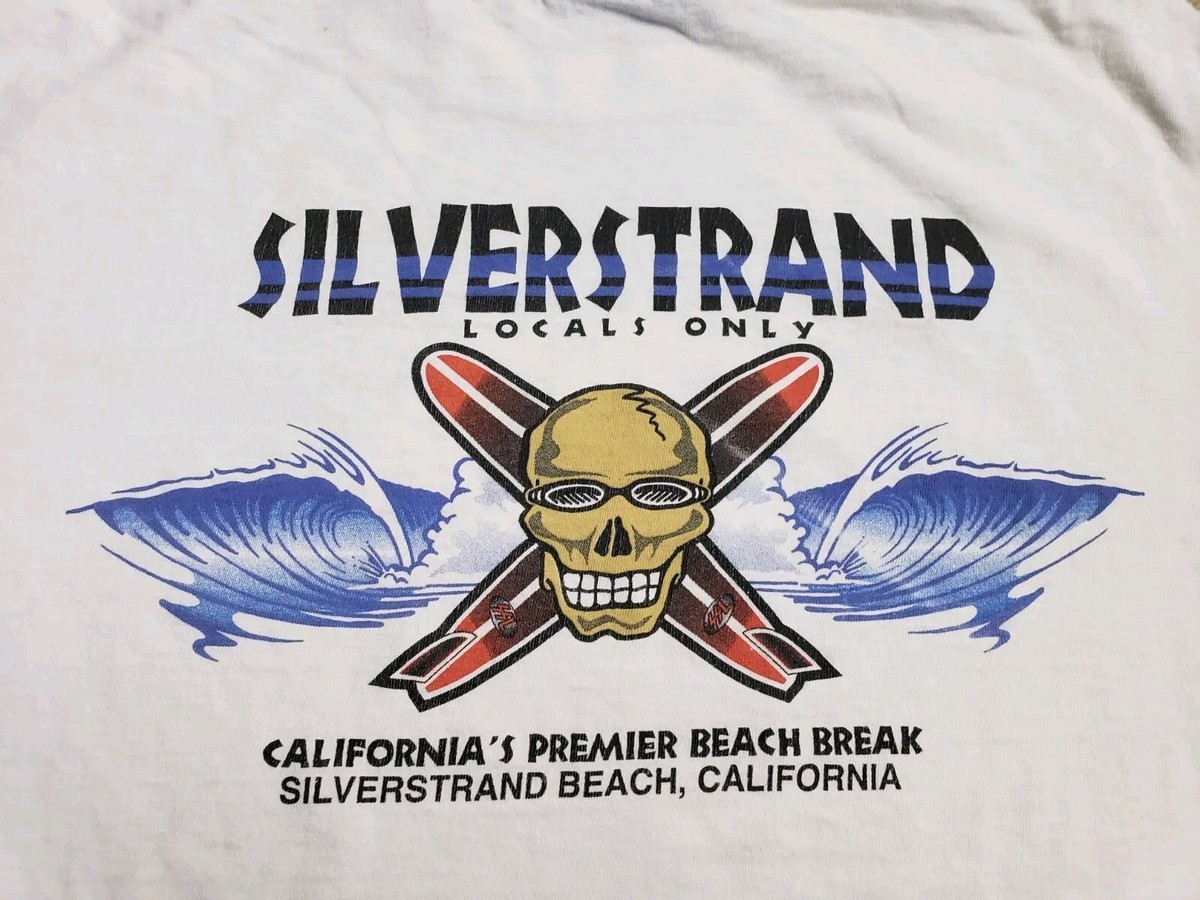 SILVERSTRAND
LOCALS ONLY
CALIFORNIA'S PREMIER BEACH BREAK
SILVERSTRAND BEACH, CALIFORNIA